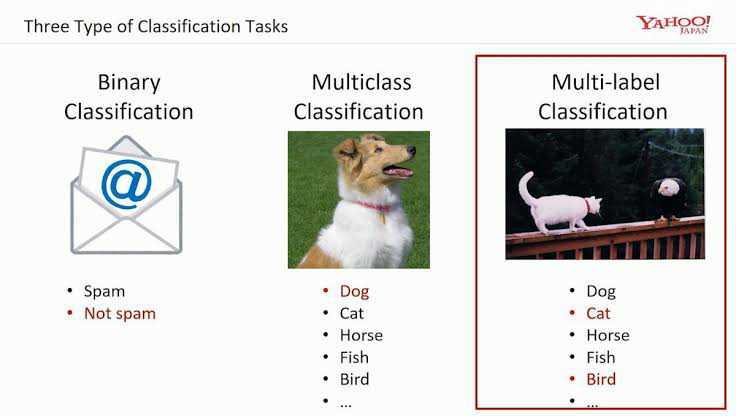 Three Type of Classification Tasks
YAHOO!
JAPAN
Binary
Classification
@
• Spam
• Not spam
Multiclass
Classification
• Dog
• Cat
• Horse
• Fish
• Bird
• ...
Multi-label
Classification
• Dog
• Cat
• Horse
• Fish
• Bird
• ...